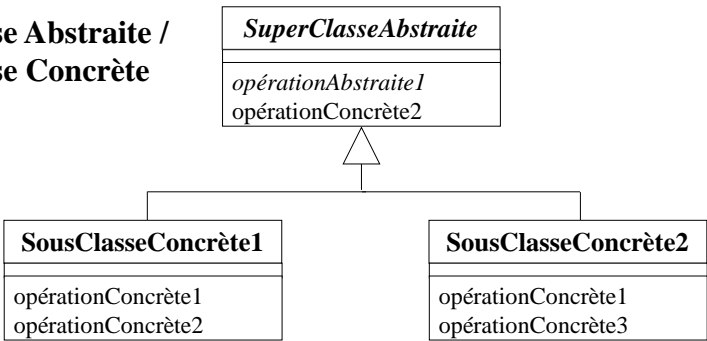 se Abstraite /
se Concrète
SuperClasseAbstraite
opérationAbstraite1
opérationConcrète2
SousClasseConcrète1
opérationConcrète1
opérationConcrète2
SousClasseConcrète2
opérationConcrète1
opérationConcrète3